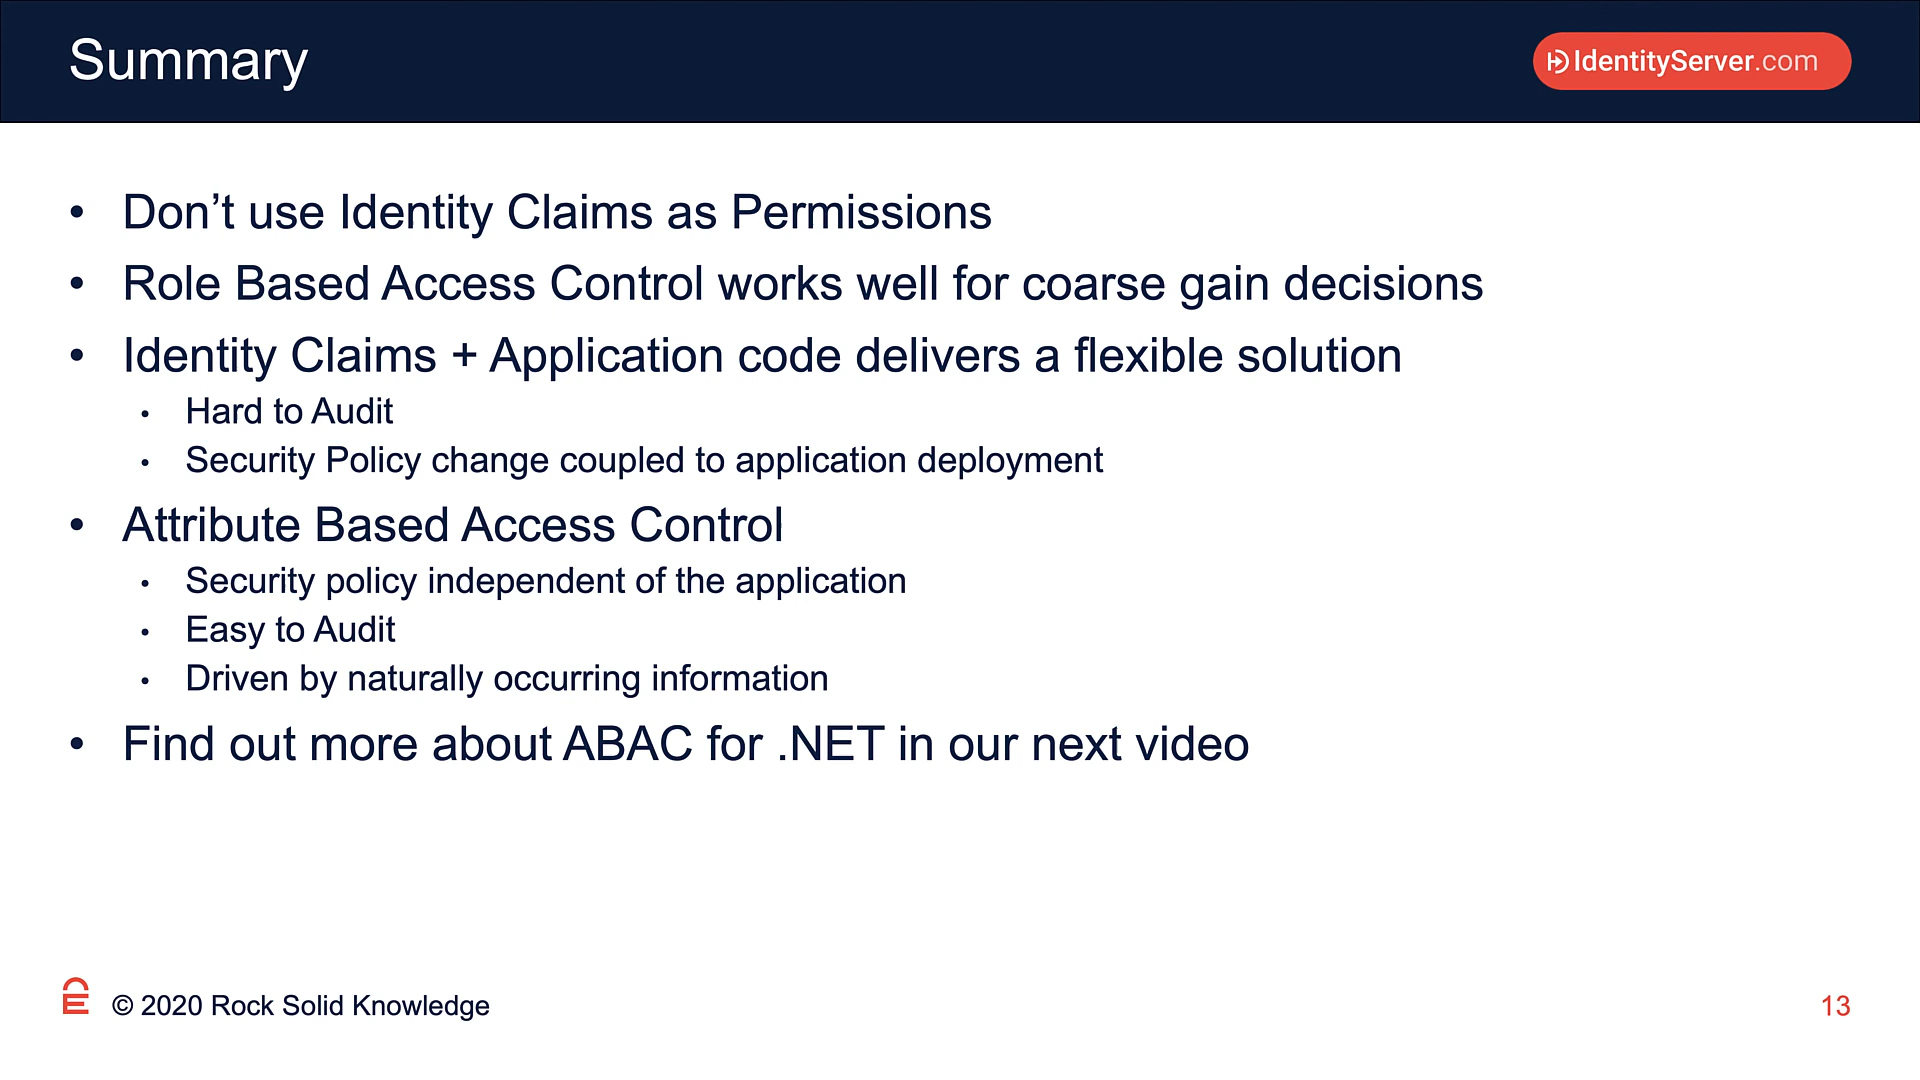 Summary
IdentityServer.com
• Don’t use Identity Claims as Permissions
• Role Based Access Control works well for coarse gain decisions
• Identity Claims + Application code delivers a flexible solution
• Hard to Audit
• Security Policy change coupled to application deployment
• Attribute Based Access Control
• Security policy independent of the application
• Easy to Audit
• Driven by naturally occurring information
• Find out more about ABAC for .NET in our next video
© 2020 Rock Solid Knowledge
13